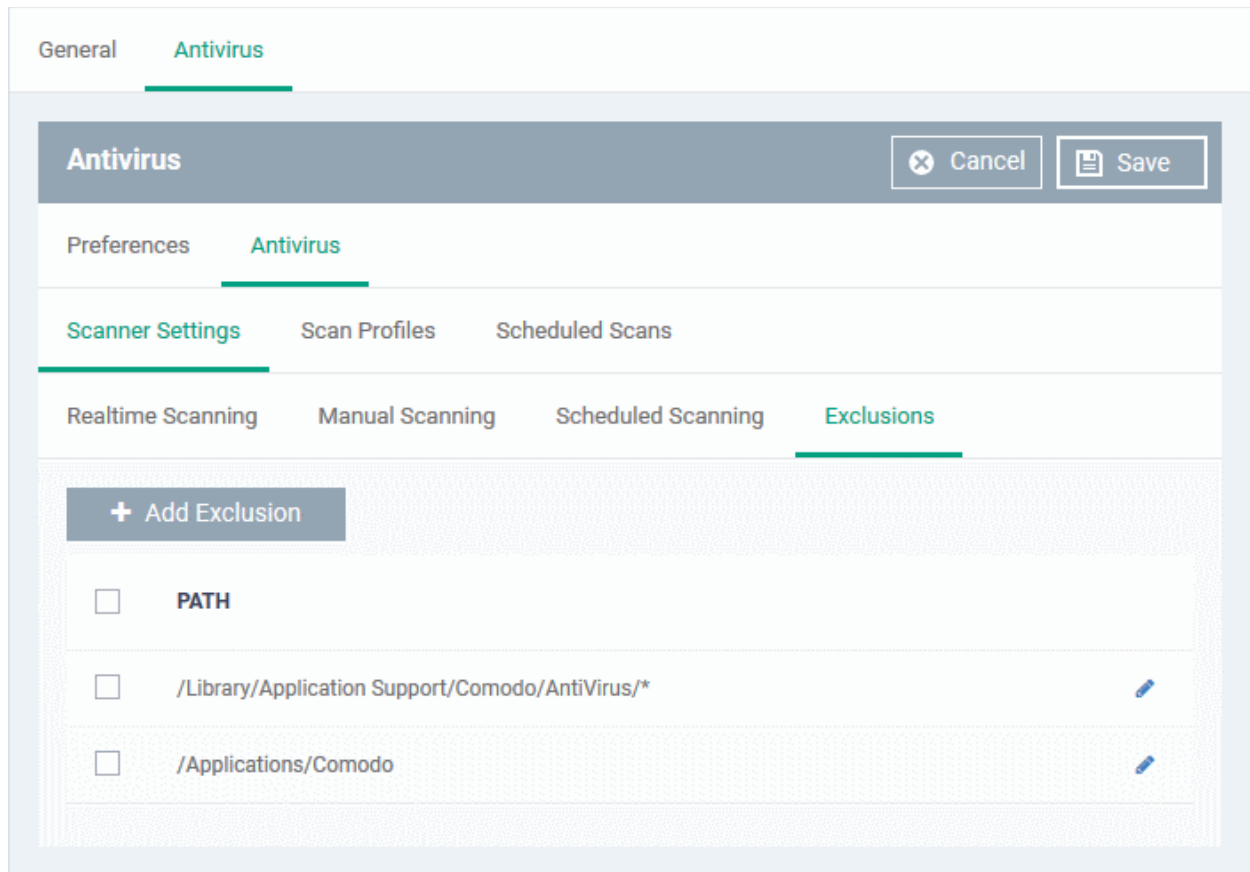 General Antivirus
Antivirus Cancel Save
Preferences Antivirus
Scanner Settings Scan Profiles Scheduled Scans
Realtime Scanning Manual Scanning Scheduled Scanning Exclusions
+ Add Exclusion
PATH
/Library/Application Support/Comodo/AntiVirus/*
/Applications/Comodo